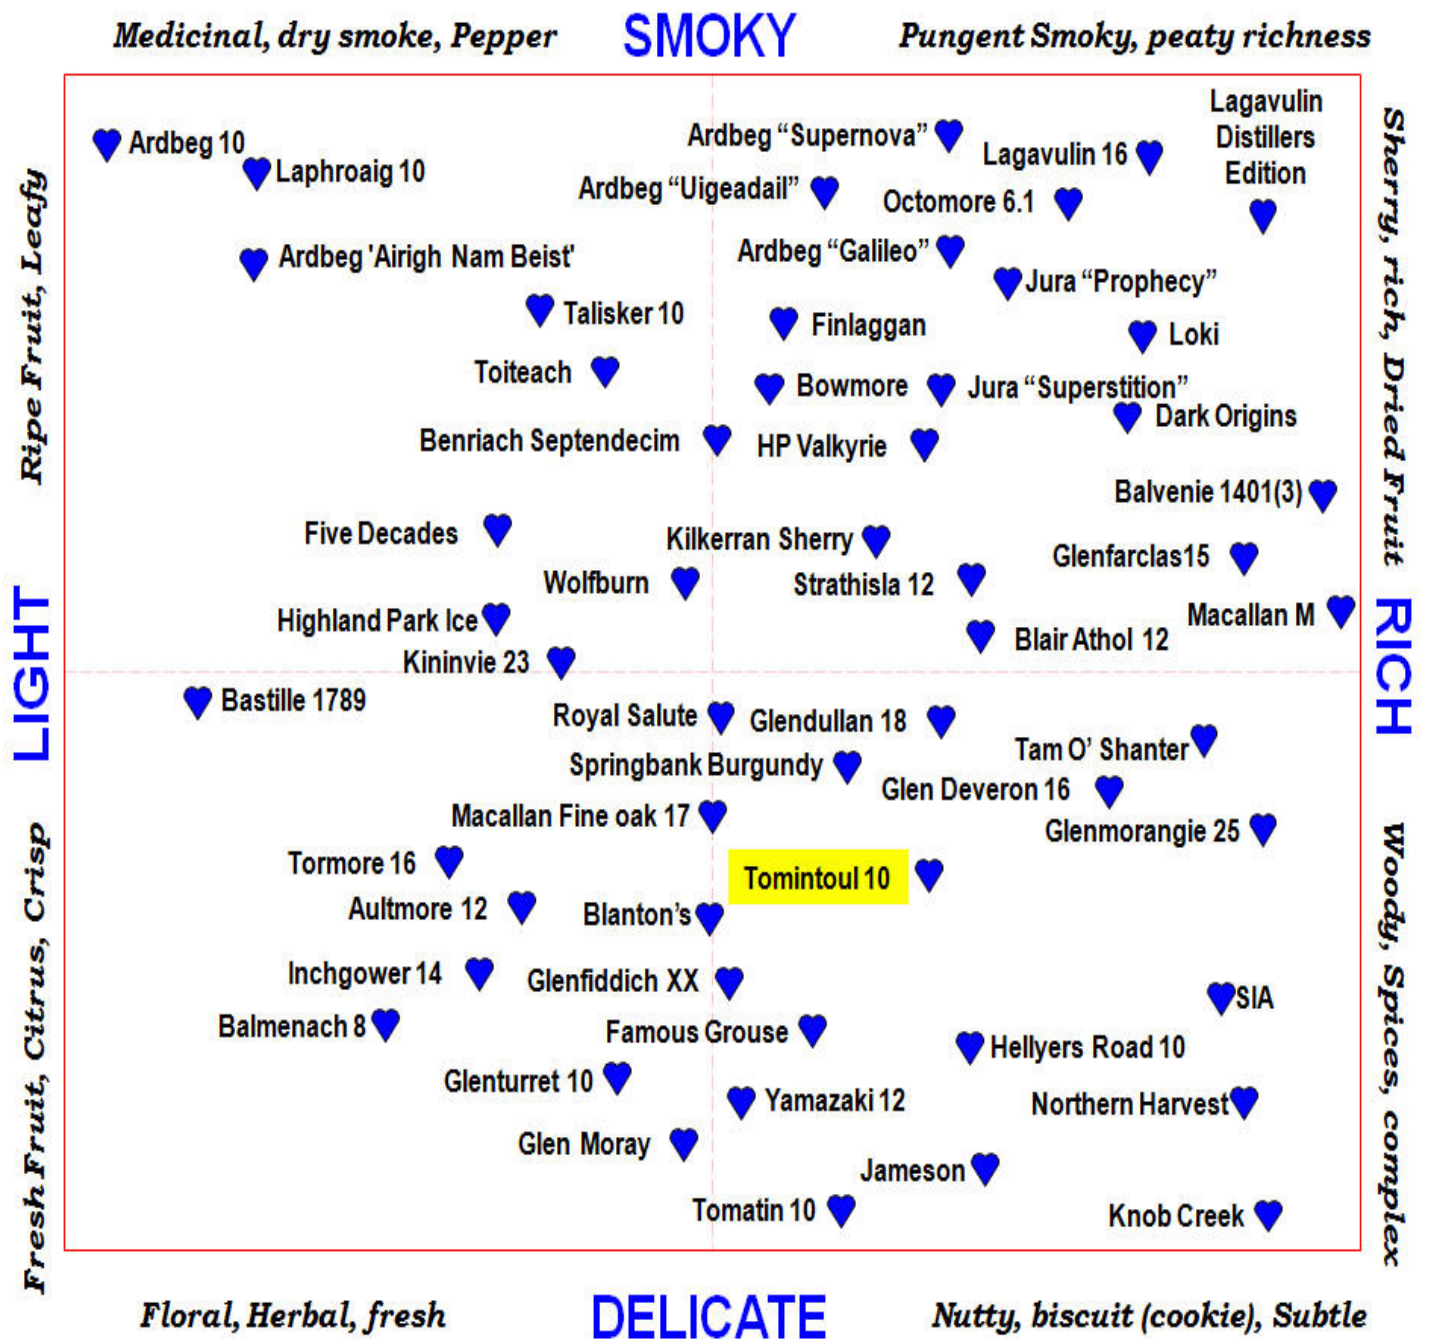 Medicinal, dry smoke, Pepper
SMOKY
Pungent Smoky, peaty richness
Ripe Fruit, Leafy
LIGHT
Fresh Fruit, Citrus, Crisp
Ardbeg 10
Laphroaig 10
Ardbeg 'Airigh Nam Beist'
Talisker 10
Toiteach
Benriach Septendecim
Five Decades
Wolfburn
Highland Park Ice
Kininvie 23
Ardbeg “Supernova”
Lagavulin 16
Lagavulin
Distillers
Edition
Ardbeg “Uigeadail”
Octomore 6.1
Ardbeg “Galileo”
Jura “Prophecy”
Finlaggan
Loki
Bowmore
Jura “Superstition”
Dark Origins
HP Valkyrie
Balvenie 1401(3)
Kilkerran Sherry
Glenfarclas15
Strathisla 12
Macallan M
Blair Athol 12
Bastille 1789
Royal Salute
Glendullan 18
Tam O’ Shanter
Springbank Burgundy
Glen Deveron 16
Macallan Fine oak 17
Glenmorangie 25
Tormore 16
Tomintoul 10
Aultmore 12
Blanton’s
Inchgower 14
Glenfiddich XX
SIA
Balmenach 8
Famous Grouse
Hellyers Road 10
Glenturret 10
Yamazaki 12
Northern Harvest
Glen Moray
Jameson
Tomatin 10
Knob Creek
Sherry, rich, Dried Fruit
RICH
Woody, Spices, complex
Floral, Herbal, fresh
DELICATE
Nutty, biscuit (cookie), Subtle